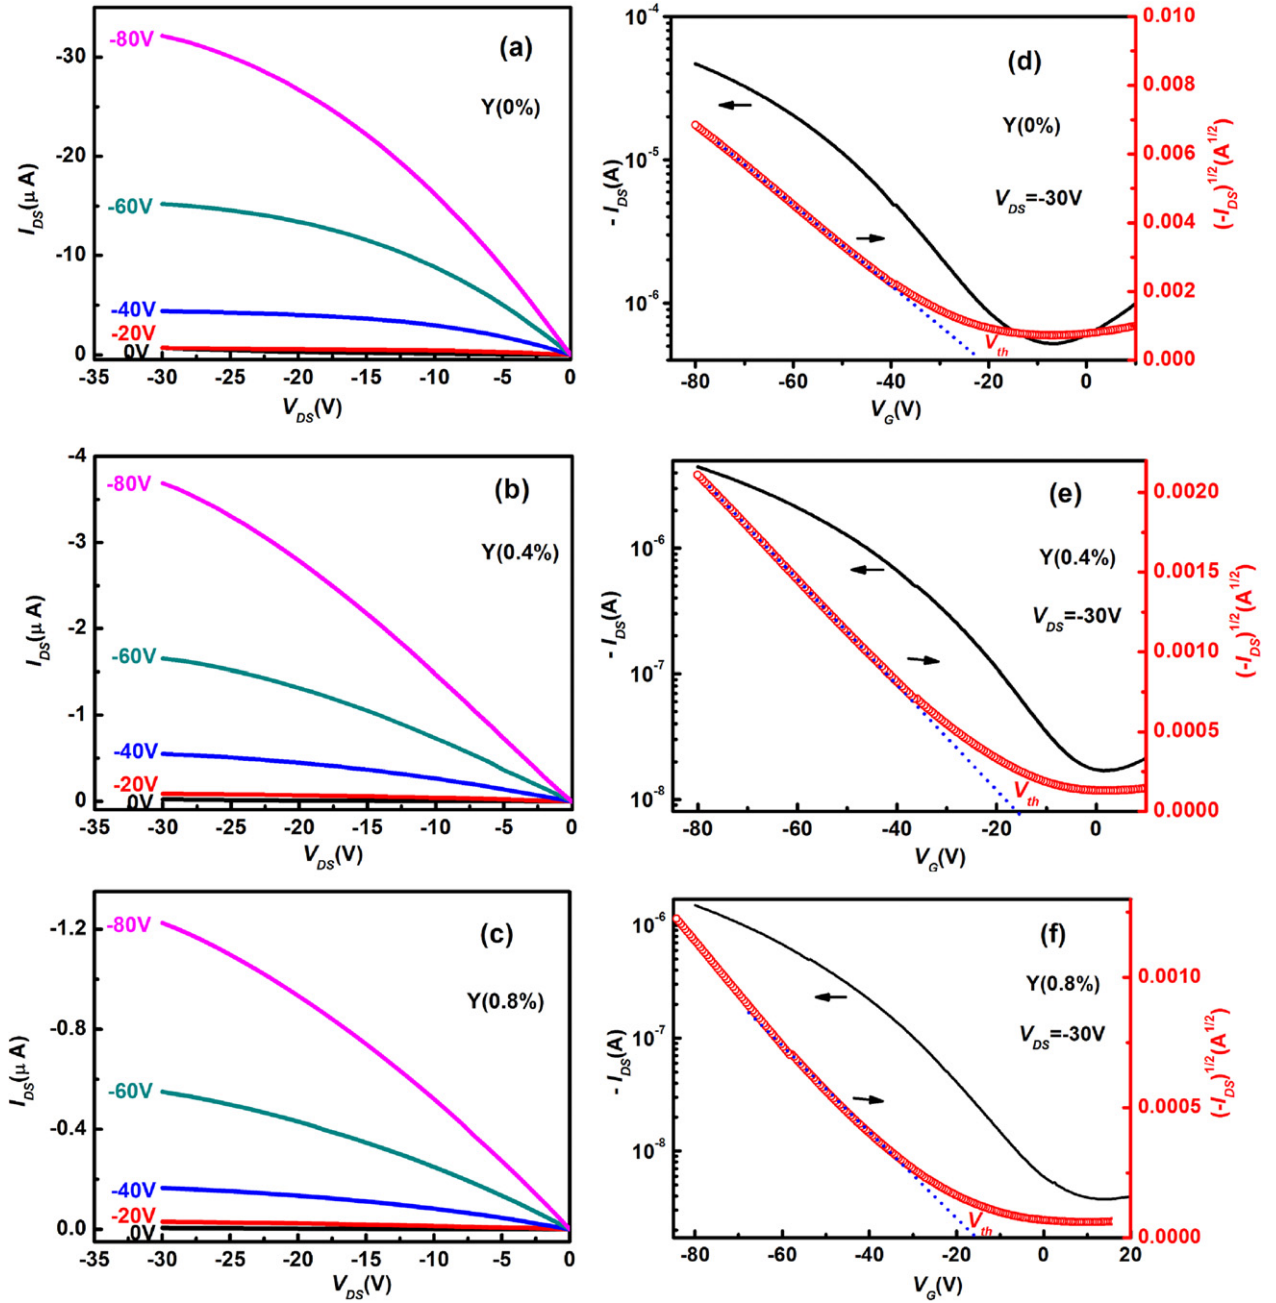 (a)
Y(0%)
-80V
-60V
-40V
-20V
0V
-30
-20
-10
0
I_DS(μ A)
-35 -30 -25 -20 -15 -10 -5 0
V_DS(V)
(d)
Y(0%)
V_DS=-30V
10^-4
10^-5
10^-6
- I_DS(A)
0.010
0.008
0.006
0.004
0.002
0.000
(-I_DS)^1/2(A^1/2)
V_th
-80 -60 -40 -20 0
V_G(V)
(b)
Y(0.4%)
-80V
-60V
-40V
-20V
0V
-4
-3
-2
-1
0
I_DS(μ A)
-35 -30 -25 -20 -15 -10 -5 0
V_DS(V)
(e)
Y(0.4%)
V_DS=-30V
10^-6
10^-7
10^-8
- I_DS(A)
0.0020
0.0015
0.0010
0.0005
0.0000
(-I_DS)^1/2(A^1/2)
V_th
-80 -60 -40 -20 0
V_G(V)
(c)
Y(0.8%)
-80V
-60V
-40V
-20V
0V
-1.2
-0.8
-0.4
0.0
I_DS(μ A)
-35 -30 -25 -20 -15 -10 -5 0
V_DS(V)
(f)
Y(0.8%)
V_DS=-30V
10^-6
10^-7
10^-8
- I_DS(A)
0.0010
0.0005
0.0000
(-I_DS)^1/2(A^1/2)
V_th
-80 -60 -40 -20 0 20
V_G(V)